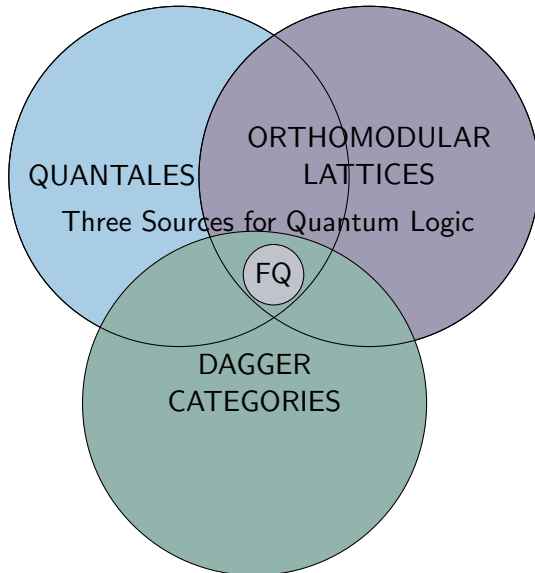 ORTHOMODULAR
LATTICES
QUANTALES
Three Sources for Quantum Logic
FQ
DAGGER
CATEGORIES